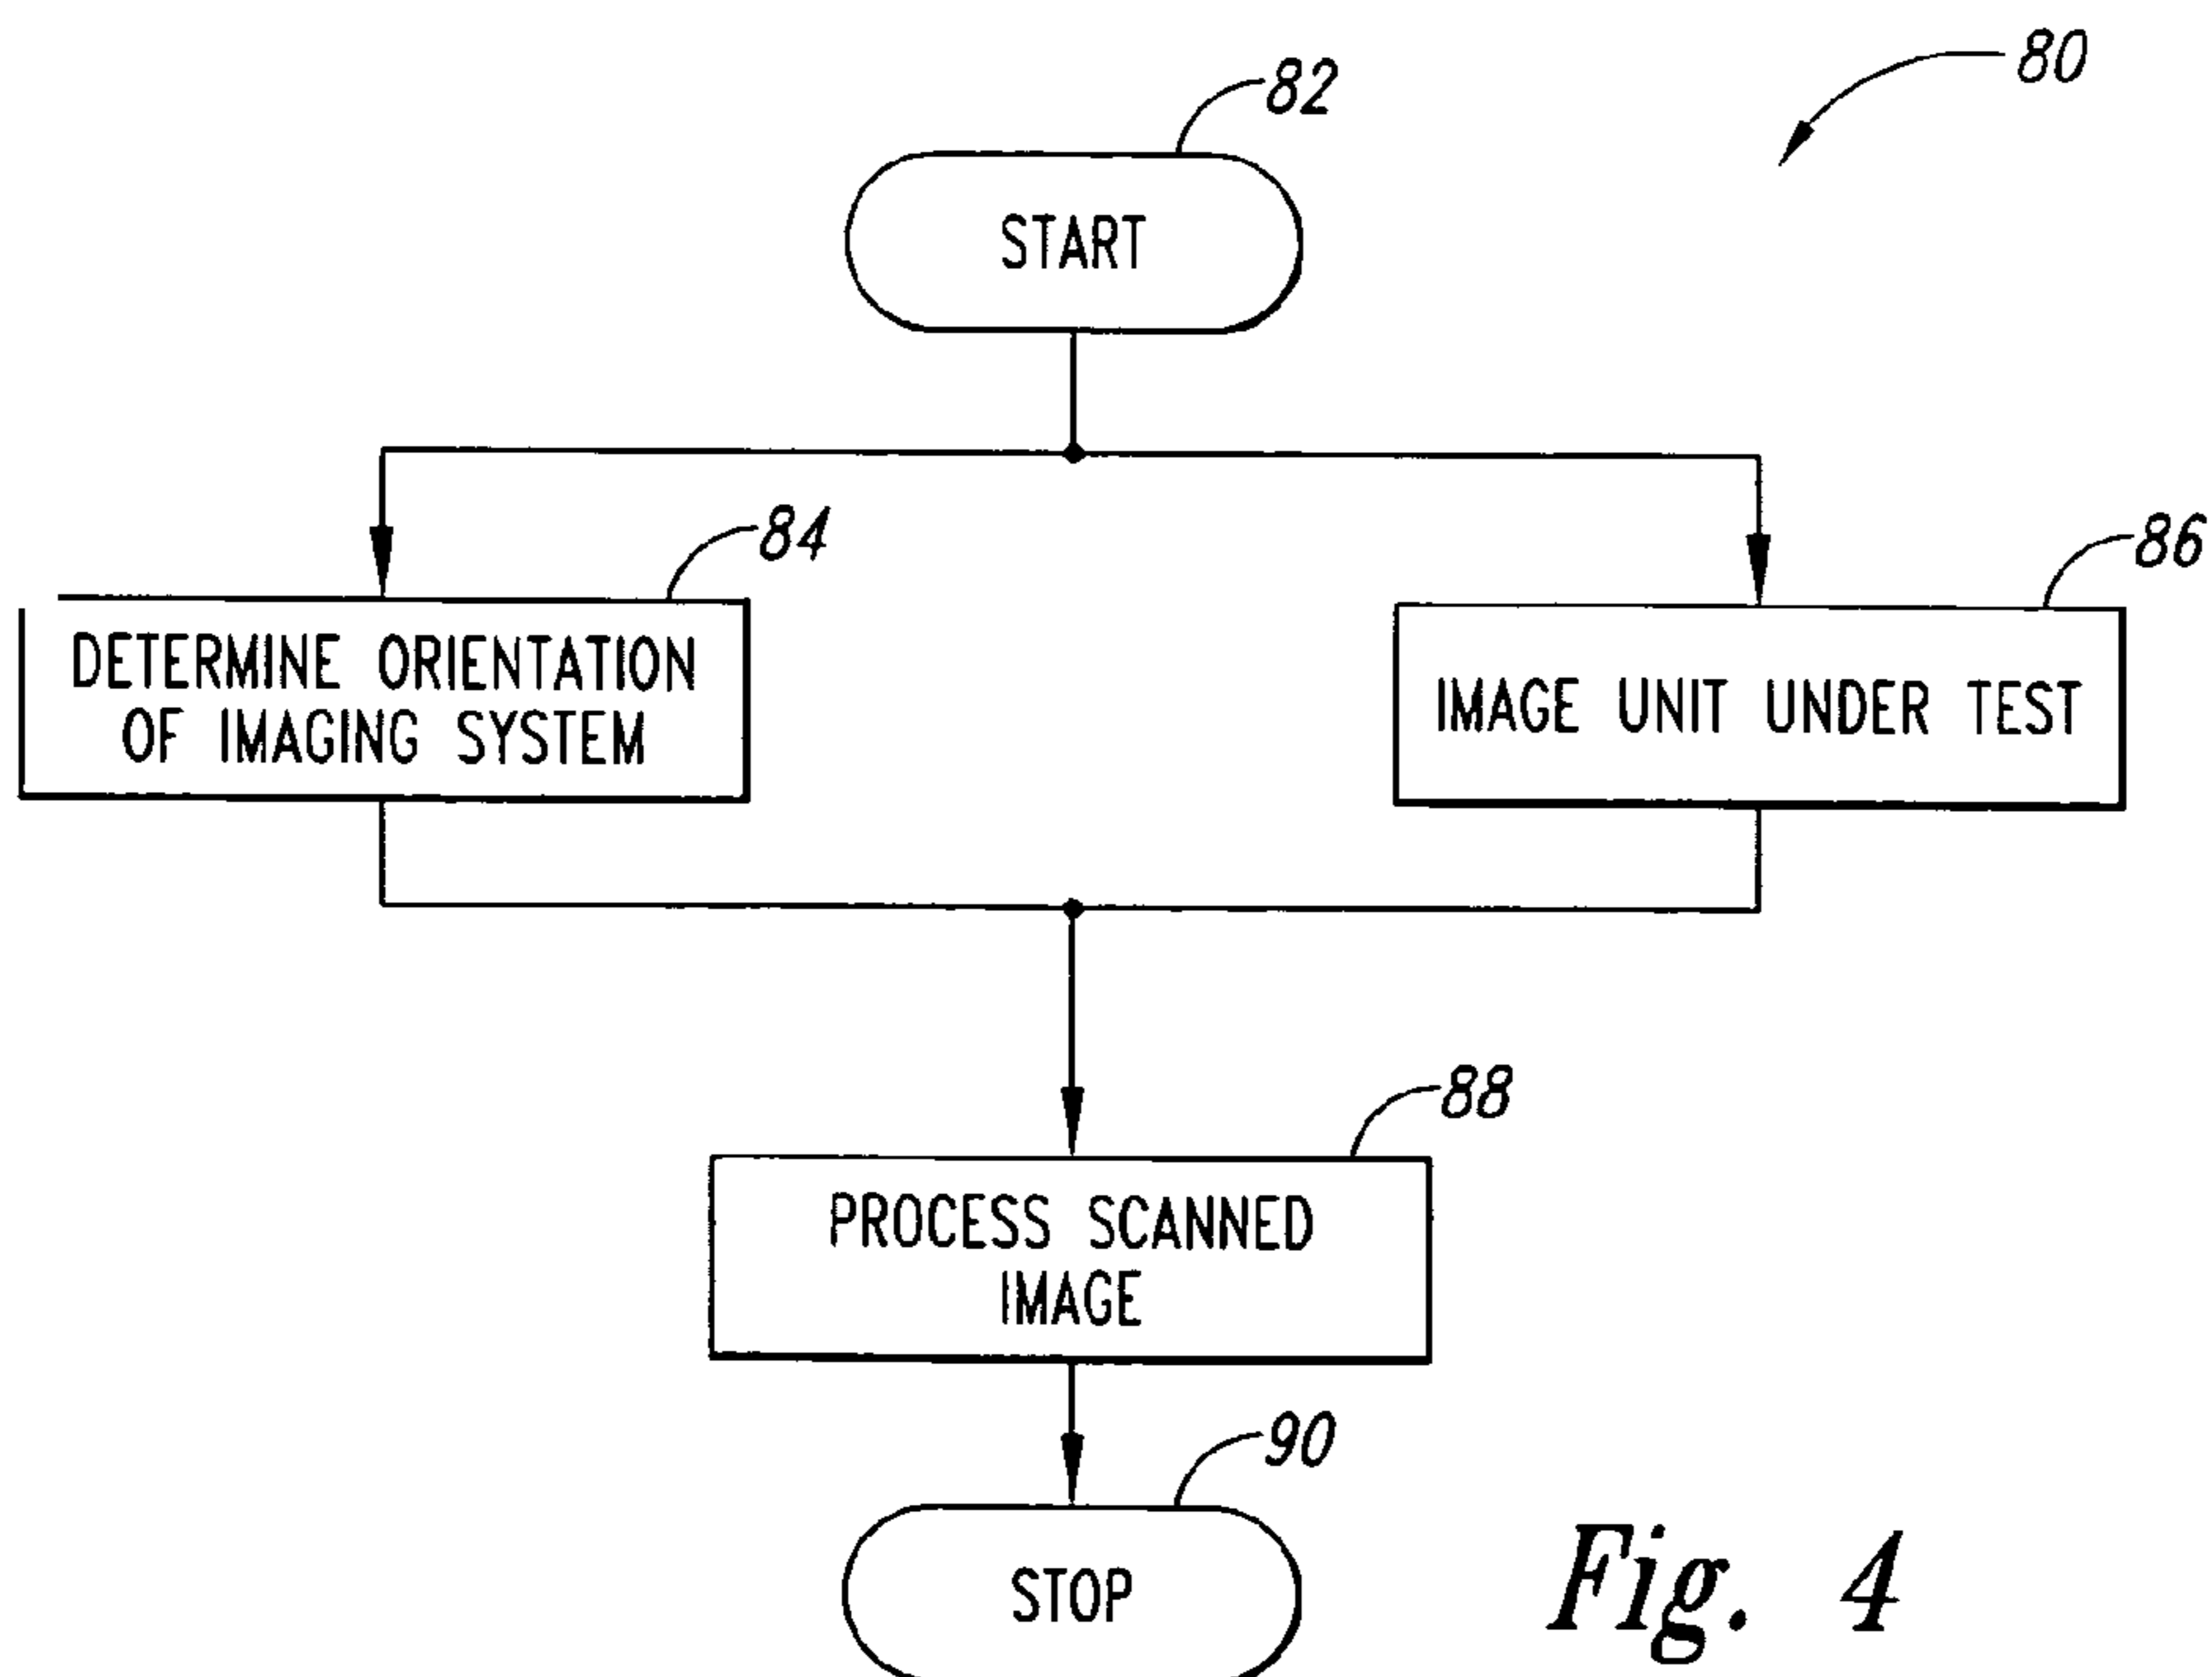 80
82
START
84
DETERMINE ORIENTATION
OF IMAGING SYSTEM
86
IMAGE UNIT UNDER TEST
88
PROCESS SCANNED
IMAGE
90
STOP
Fig. 4